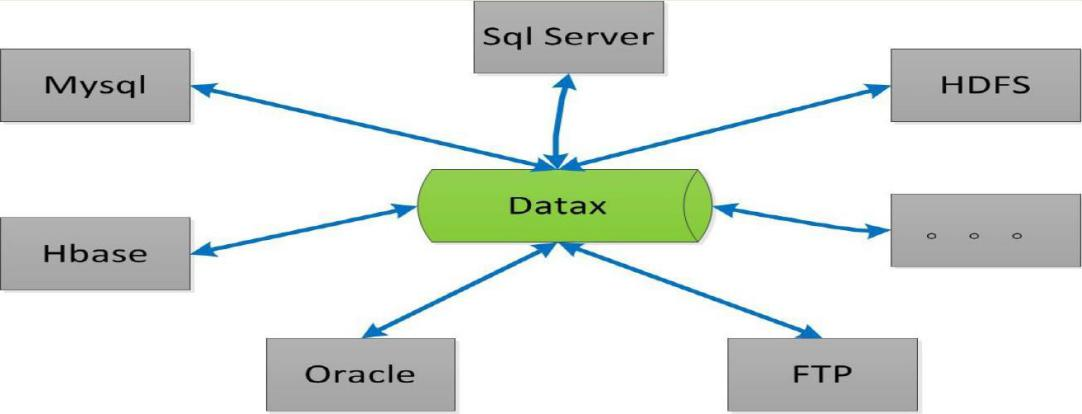 Sql Server
Mysql
HDFS
Datax
Hbase
。 。 。
Oracle
FTP